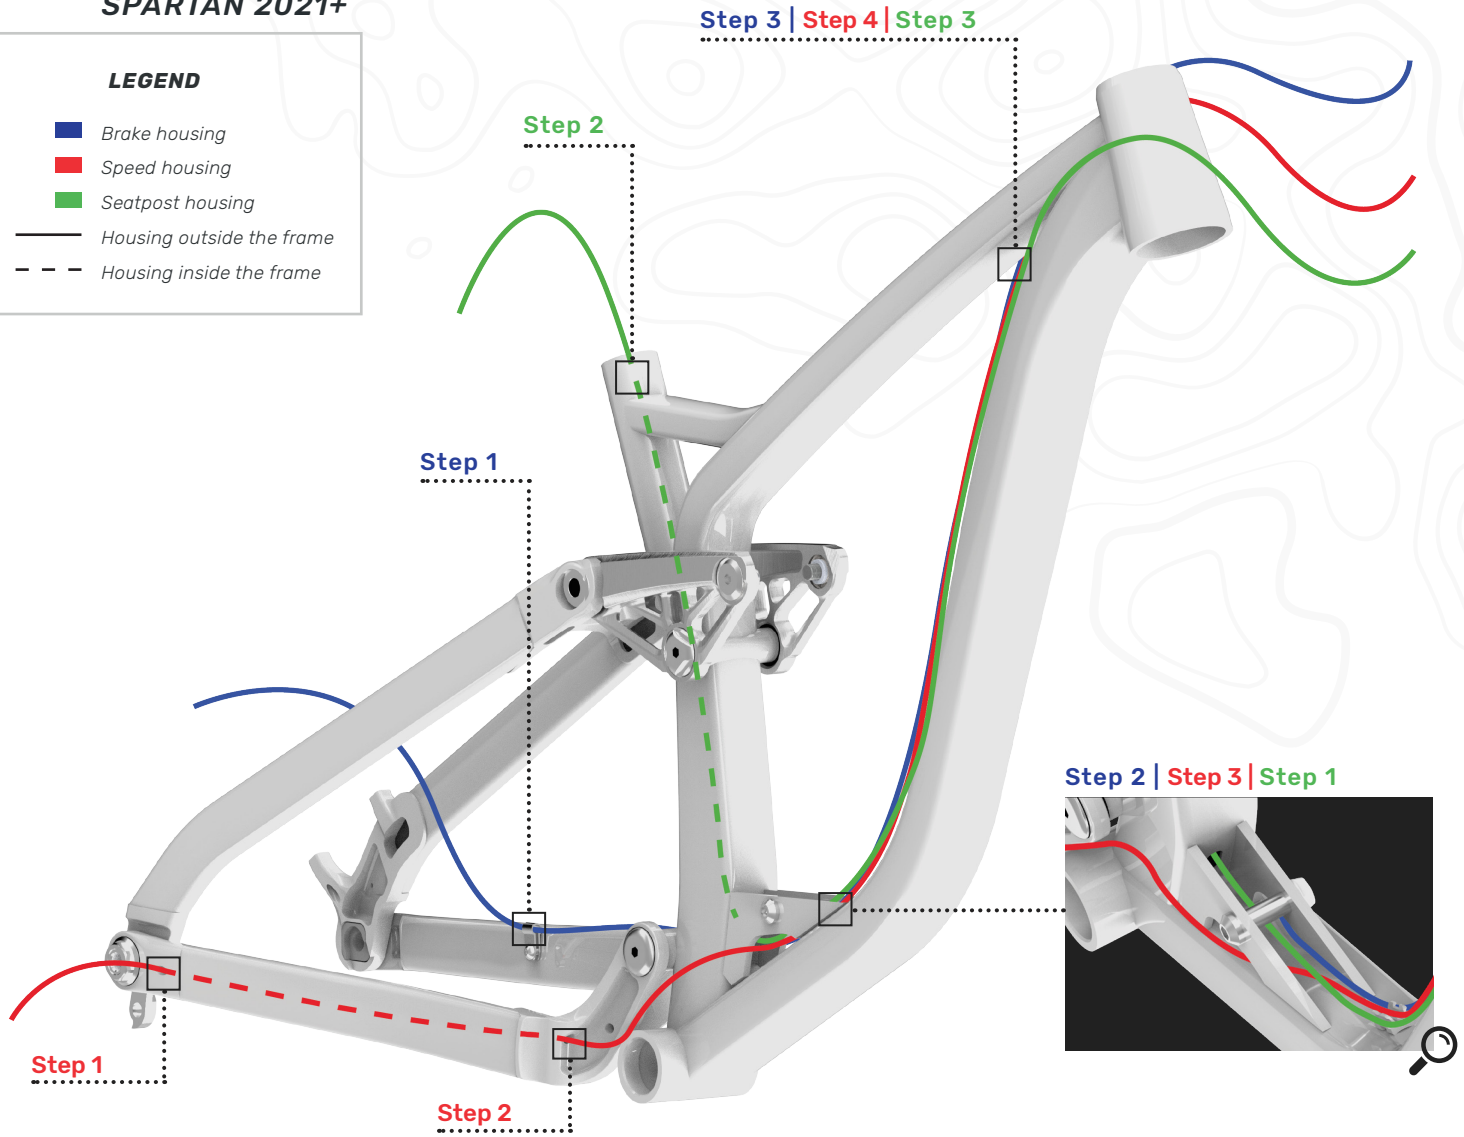 SPARTAN 2021+
LEGEND
Brake housing
Speed housing
Seatpost housing
Housing outside the frame
Housing inside the frame
Step 3 | Step 4 | Step 3
Step 2
Step 1
Step 2 | Step 3 | Step 1
Step 1
Step 2